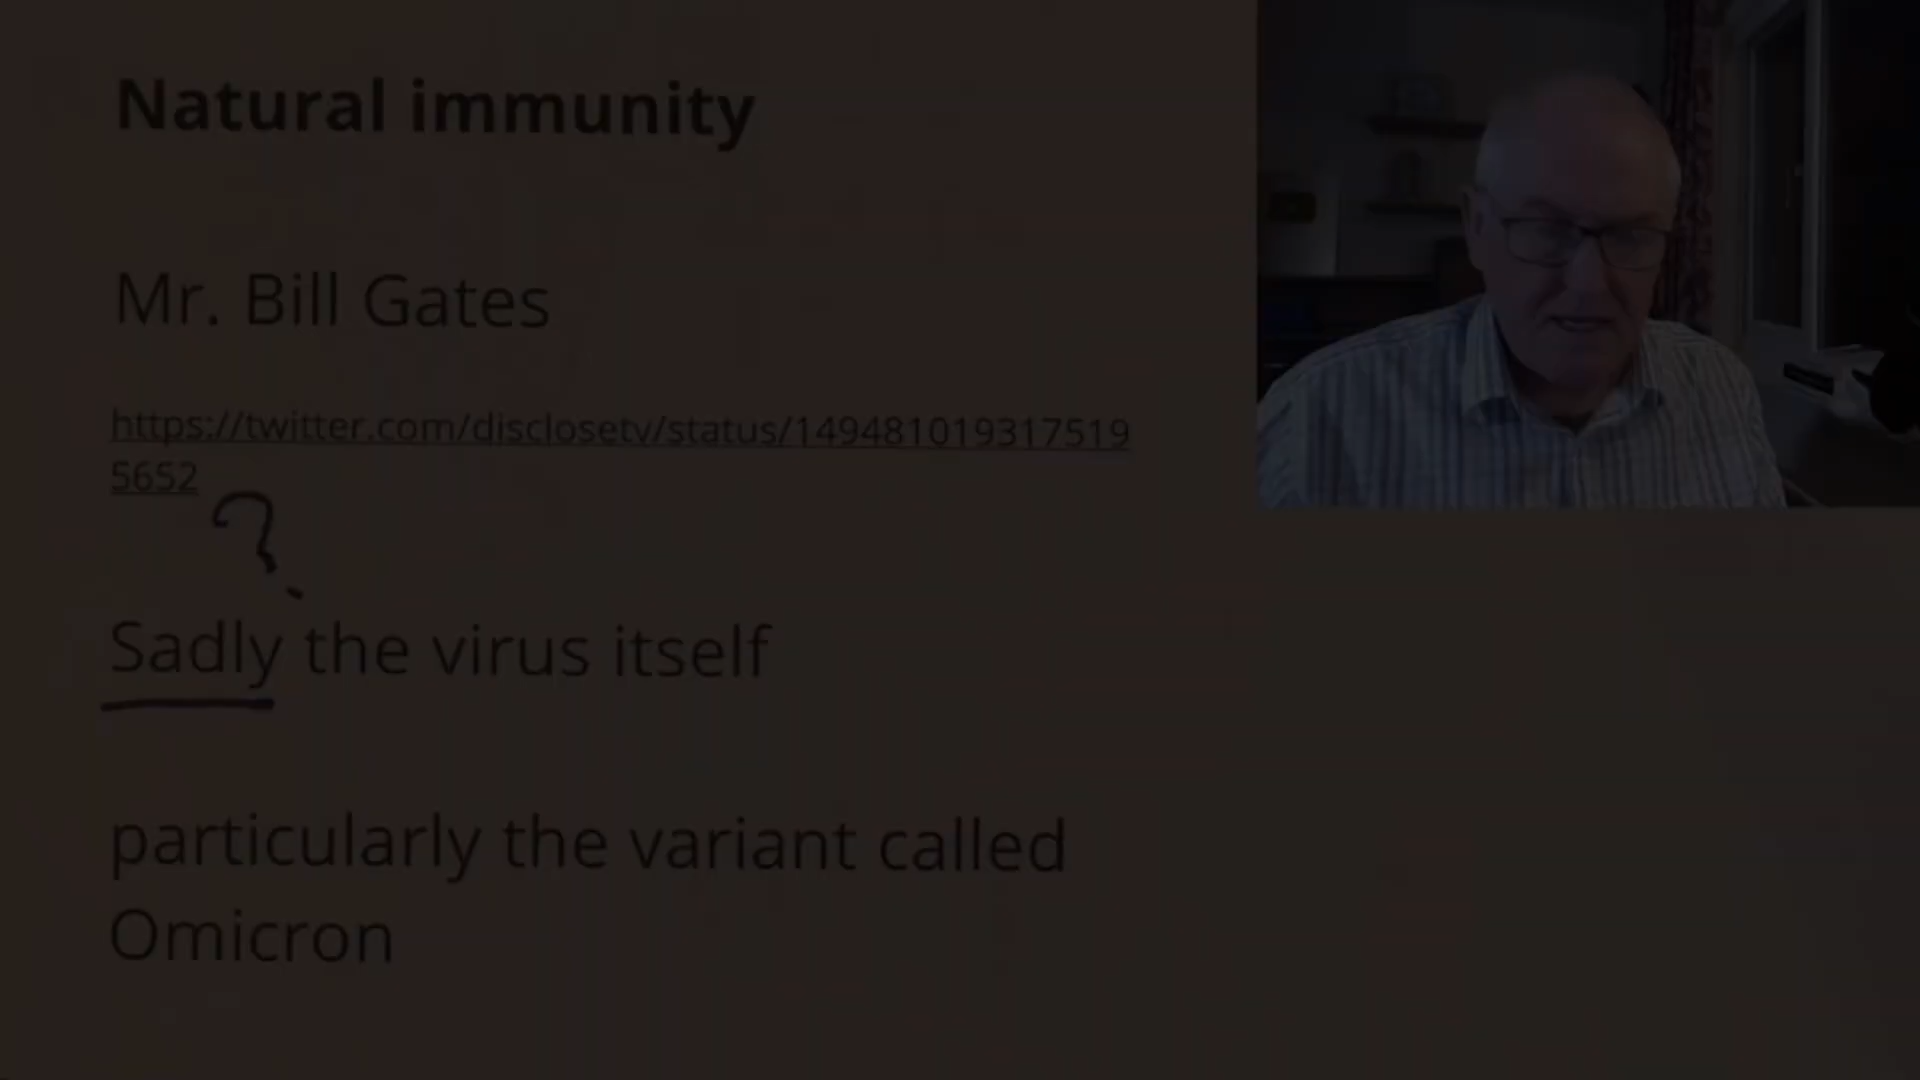 Natural immunity
Mr. Bill Gates
https://twitter.com/disclosetv/status/149481019317519
5652
?
Sadly the virus itself
particularly the variant called
Omicron